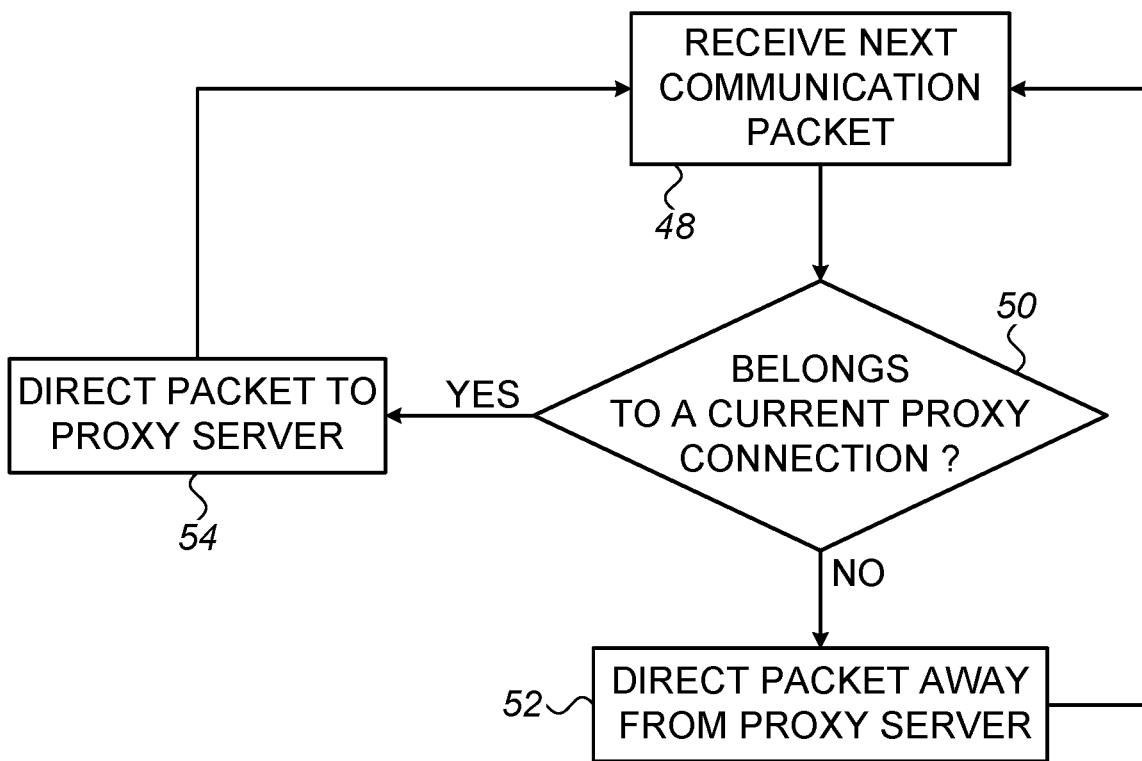 RECEIVE NEXT
COMMUNICATION
PACKET
48
50
BELONGS
TO A CURRENT PROXY
CONNECTION ?
YES
DIRECT PACKET TO
PROXY SERVER
54
NO
DIRECT PACKET AWAY
FROM PROXY SERVER
52